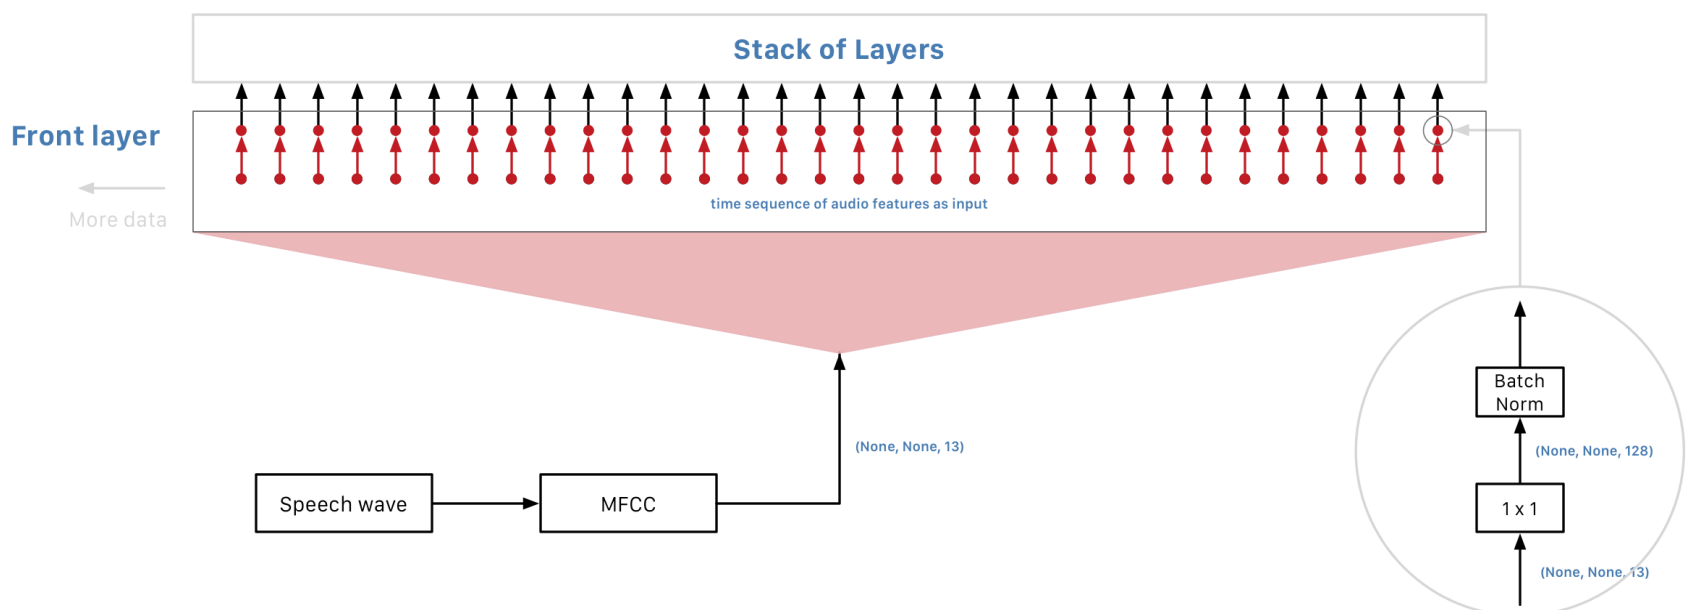 Stack of Layers
Front layer
More data
time sequence of audio features as input
(None, None, 13)
Speech wave
MFCC
Batch
Norm
(None, None, 128)
1 x 1
(None, None, 13)